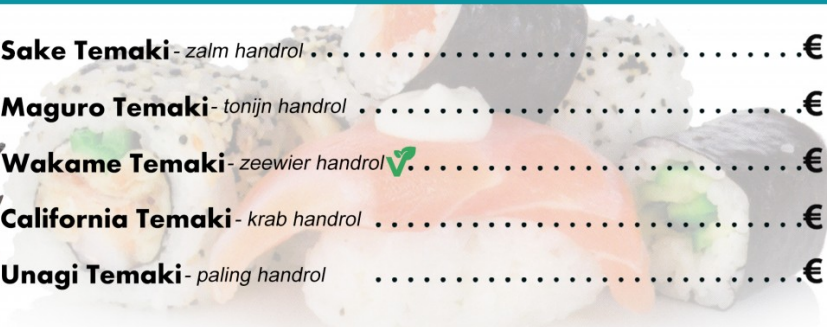 Sake Temaki - zalm handrol . . . . . . . . . . . . . . . . . . . . . . . . . . . . . . €
Maguro Temaki - tonijn handrol . . . . . . . . . . . . . . . . . . . . . . . . . . . €
Wakame Temaki - zeewier handrol . . . . . . . . . . . . . . . . . . . . . . . . . €
California Temaki - krab handrol . . . . . . . . . . . . . . . . . . . . . . . . . . €
Unagi Temaki - paling handrol . . . . . . . . . . . . . . . . . . . . . . . . . . €